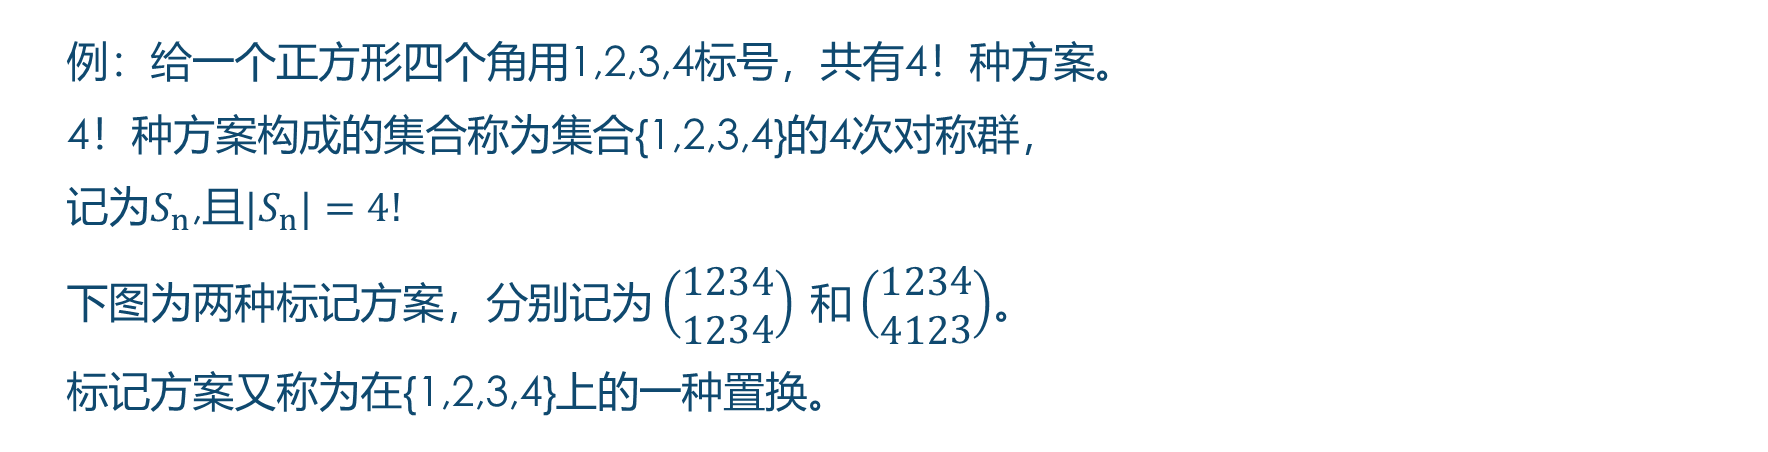 例：给一个正方形四个角用1,2,3,4标号，共有4！种方案。
4！种方案构成的集合称为集合{1,2,3,4}的4次对称群，
记为Sₙ,且|Sₙ| = 4!
下图为两种标记方案，分别记为 (1234 / 1234) 和 (1234 / 4123)。
标记方案又称为在{1,2,3,4}上的一种置换。